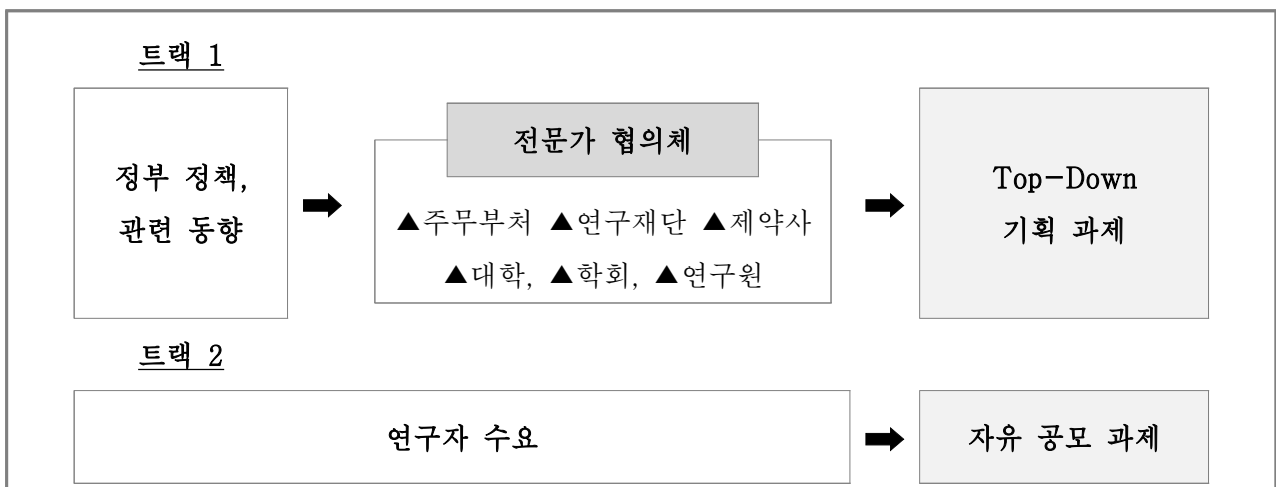 트랙 1
정부 정책,
관련 동향
전문가 협의체
▲주무부처 ▲연구재단 ▲제약사
▲대학, ▲학회, ▲연구원
Top-Down
기획 과제
트랙 2
연구자 수요
자유 공모 과제